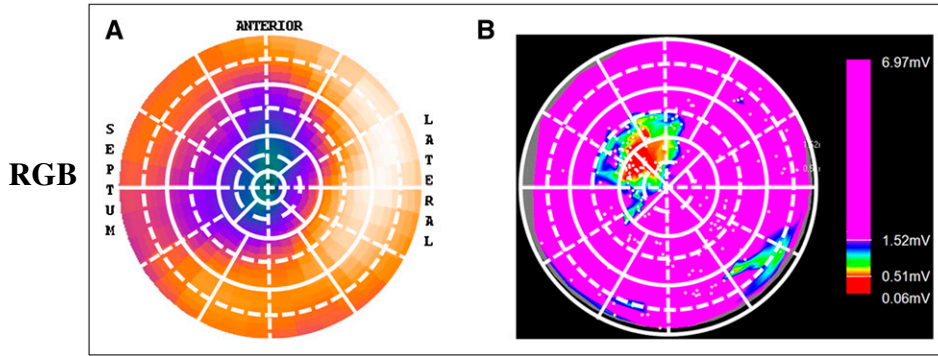 RGB
A
ANTERIOR
SEPTUM
LATERAL
B
6.97mV
1.52mV
0.51mV
0.06mV